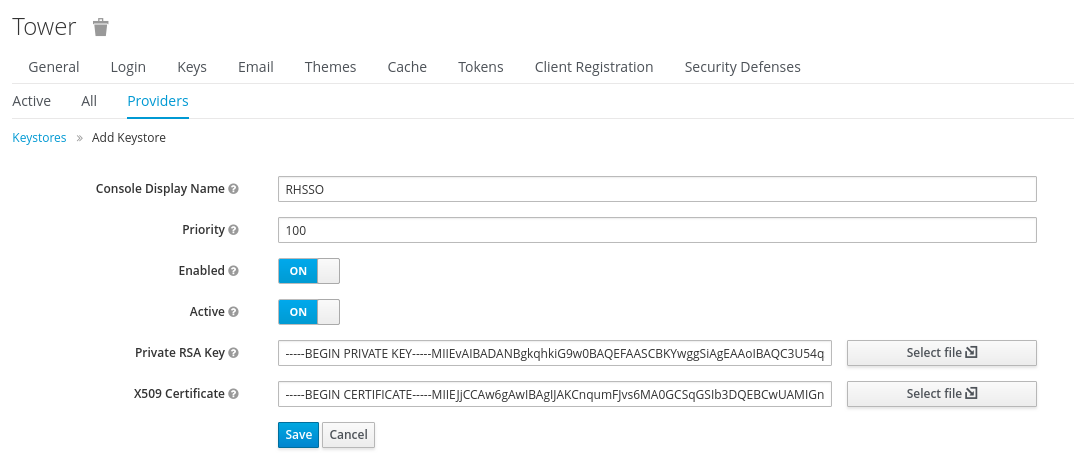 Tower
General Login Keys Email Themes Cache Tokens Client Registration Security Defenses
Active All Providers
Keystores » Add Keystore
Console Display Name ? RHSSO
Priority ? 100
Enabled ? ON
Active ? ON
Private RSA Key ? -----BEGIN PRIVATE KEY-----MIIEvAIBADANBgkqhkiG9w0BAQEFAASCBKYwggSiAgEAAoIBAQC3U54q Select file
X509 Certificate ? -----BEGIN CERTIFICATE-----MIIEJjCCAw6gAwIBAgIJAKCnqumFJvs6MA0GCSqGSIb3DQEBCwUAMIGn Select file
Save Cancel